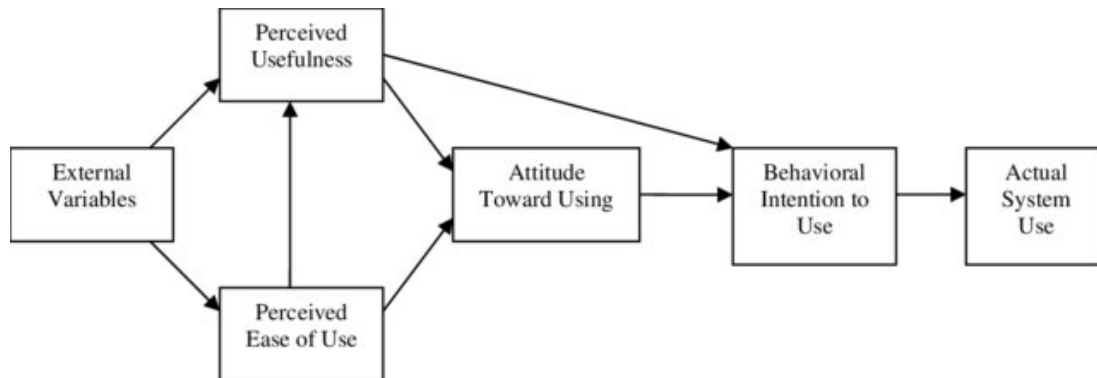 Perceived
Usefulness
External
Variables
Attitude
Toward Using
Behavioral
Intention to
Use
Actual
System
Use
Perceived
Ease of Use